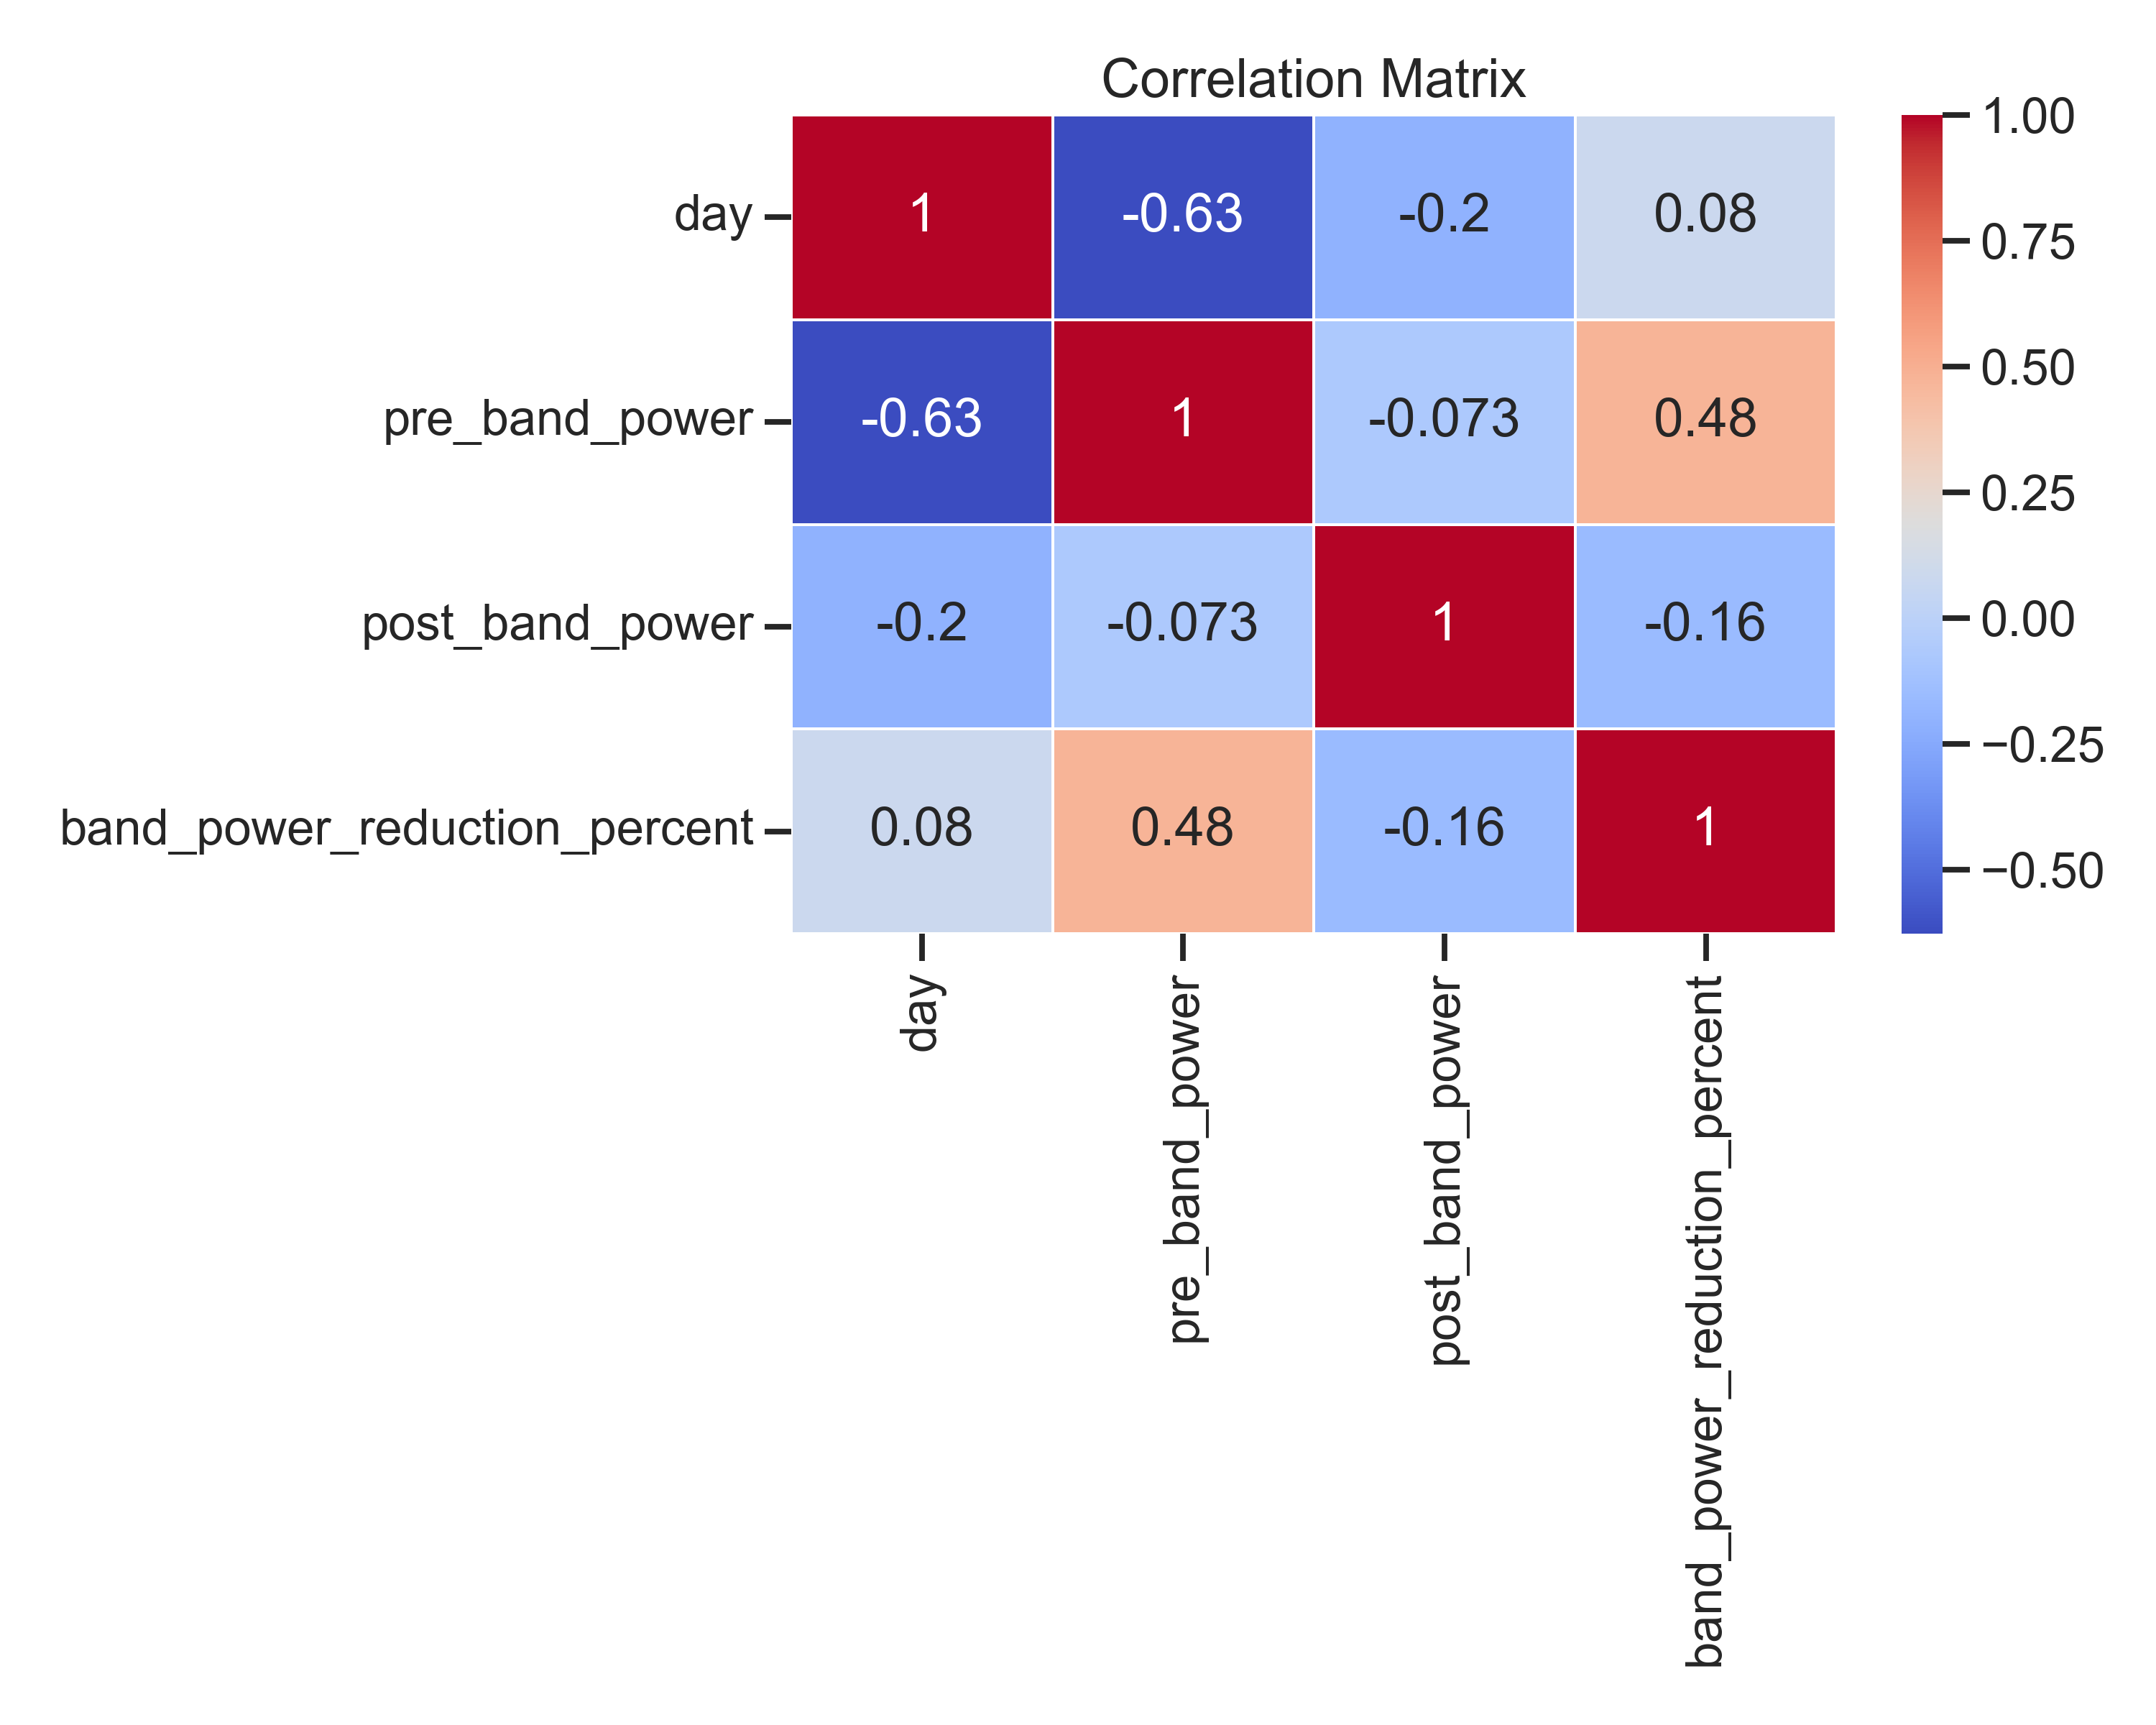 Correlation Matrix
day 1 -0.63 -0.2 0.08
pre_band_power -0.63 1 -0.073 0.48
post_band_power -0.2 -0.073 1 -0.16
band_power_reduction_percent 0.08 0.48 -0.16 1
day
pre_band_power
post_band_power
band_power_reduction_percent
1.00
0.75
0.50
0.25
0.00
−0.25
−0.50